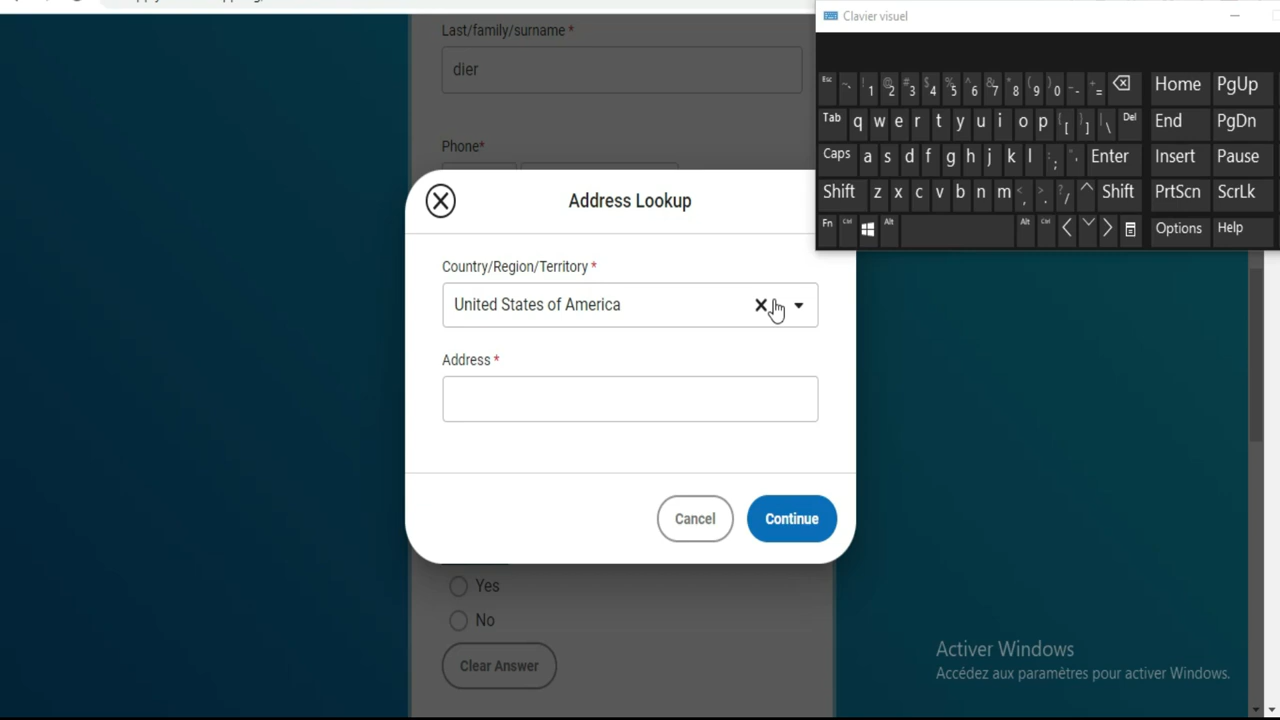 Last/family/surname *
dier
Phone*
Address Lookup
Country/Region/Territory *
United States of America
Address *
Cancel
Continue
Yes
No
Clear Answer
Clavier visuel
Esc ~ ` ! 1 @ 2 # 3 $ 4 % 5 ^ 6 & 7 * 8 ( 9 ) 0 _ - + = Home PgUp
Tab q w e r t y u i o p { [ } ] | \ Del End PgDn
Caps a s d f g h j k l : ; " ' Enter Insert Pause
Shift z x c v b n m < , > . ? / Shift PrtScn ScrLk
Fn Ctrl Alt Alt Ctrl Options Help
Activer Windows
Accédez aux paramètres pour activer Windows.